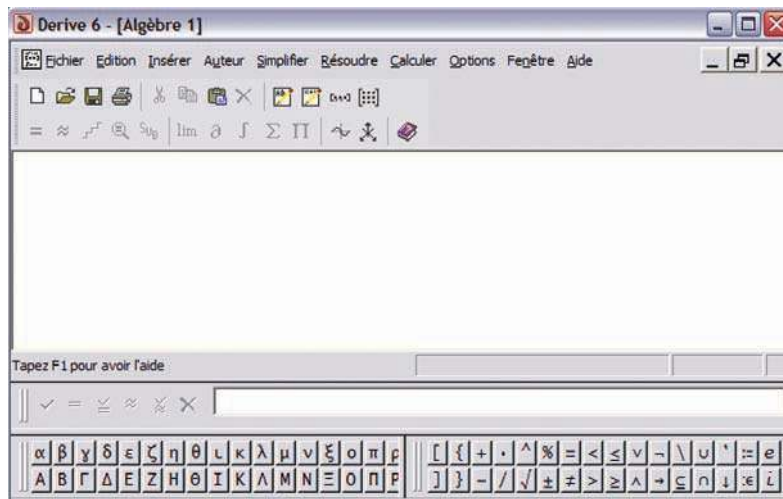 Derive 6 - [Algèbre 1]
Fichier Edition Insérer Auteur Simplifier Résoudre Calculer Options Fenêtre Aide
= ≈ Sub lim ∂ ∫ Σ Π
Tapez F1 pour avoir l'aide
✓ = ≈ ✕
α β γ δ ε ζ η θ ι κ λ μ ν ξ ο π ρ [ { + · ^ % = < ≤ ∨ ¬ \ ∪ ' := e
Α Β Γ Δ Ε Ζ Η Θ Ι Κ Λ Μ Ν Ξ Ο Π Ρ ] } - / √ ± ≠ > ≥ ∧ → ⊆ ∩ ↓ :∈ i